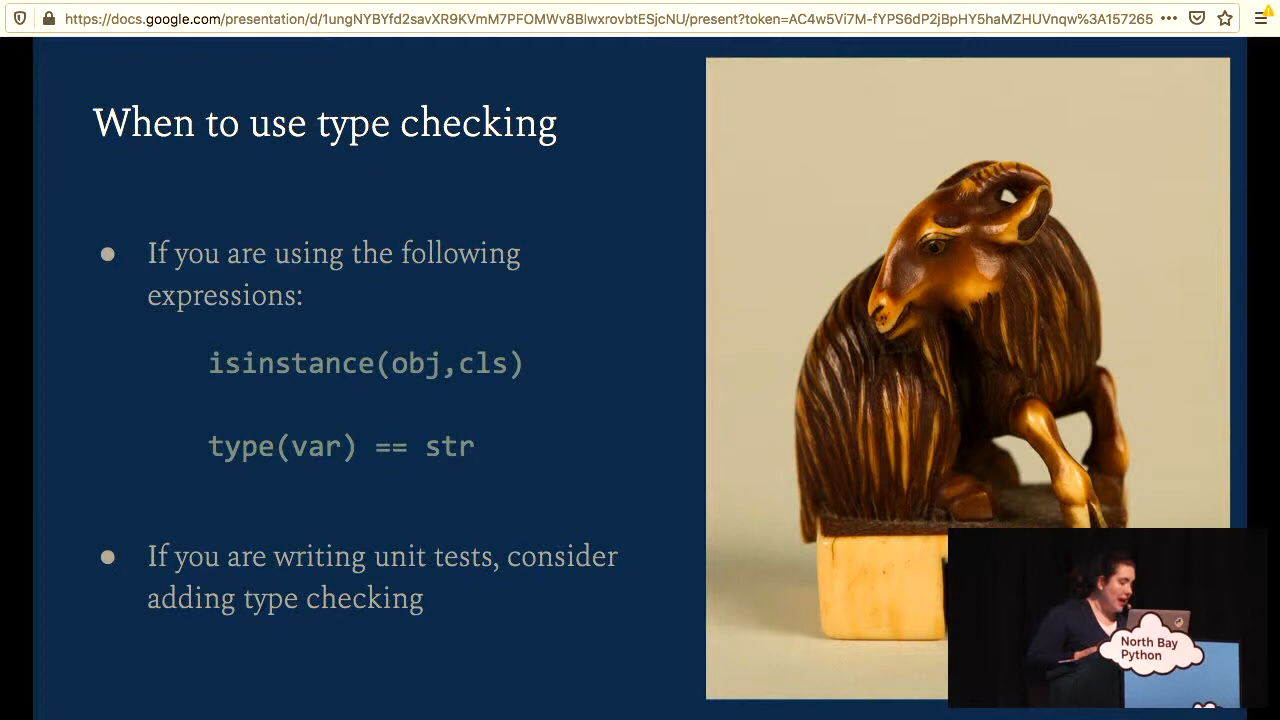 https://docs.google.com/presentation/d/1ungNYBYfd2savXR9KVmM7PFOMWv8BlwxrovbtESjcNU/present?token=AC4w5Vi7M-fYPS6dP2jBpHY5haMZHUVnqw%3A157265
When to use type checking
● If you are using the following
expressions:
isinstance(obj,cls)
type(var) == str
● If you are writing unit tests, consider
adding type checking
North Bay
Python